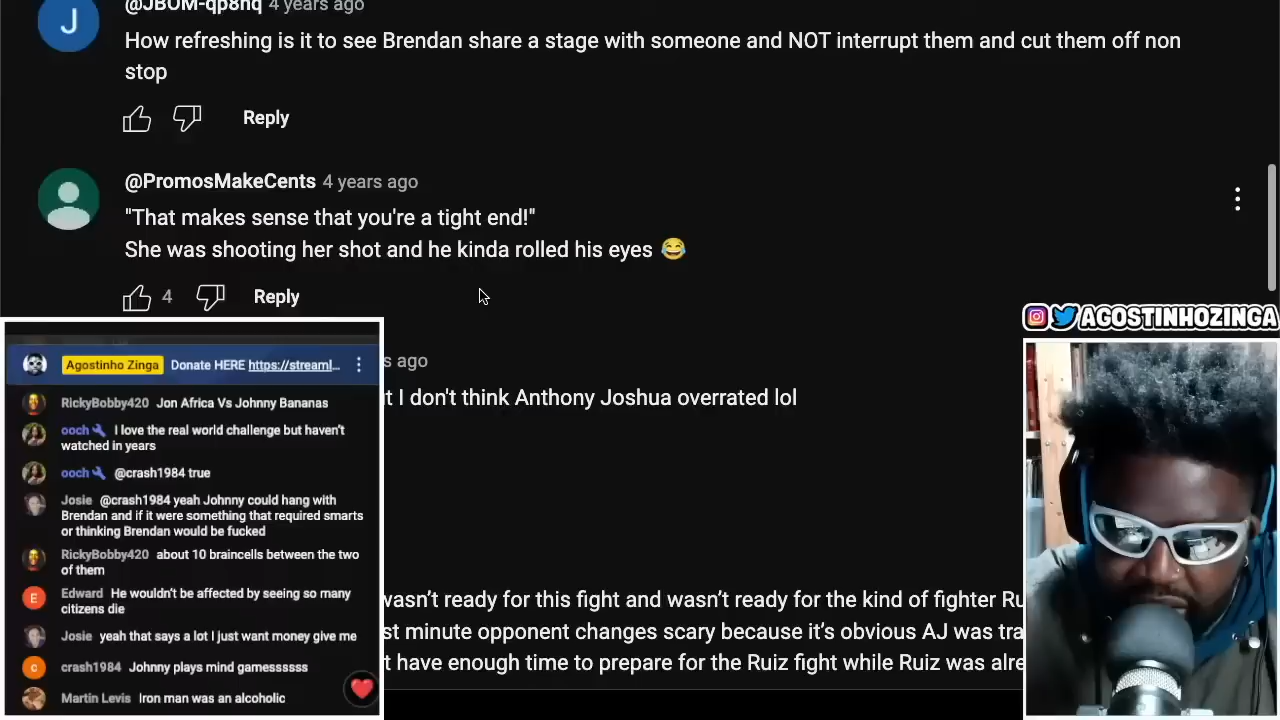 @JBOM-qp8hq 4 years ago
How refreshing is it to see Brendan share a stage with someone and NOT interrupt them and cut them off non
stop
Reply
@PromosMakeCents 4 years ago
"That makes sense that you're a tight end!"
She was shooting her shot and he kinda rolled his eyes 😂
4 Reply
ago
I don't think Anthony Joshua overrated lol
wasn't ready for this fight and wasn't ready for the kind of fighter
minute opponent changes scary because it's obvious AJ was
have enough time to prepare for the Ruiz fight while Ruiz was
AGOSTINHOZINGA
Agostinho Zinga Donate HERE https://streaml...
RickyBobby420 Jon Africa Vs Johnny Bananas
ooch I love the real world challenge but haven't
watched in years
ooch @crash1984 true
Josie @crash1984 yeah Johnny could hang with
Brendan and if it were something that required smarts
or thinking Brendan would be fucked
RickyBobby420 about 10 braincells between the two
of them
Edward He wouldn't be affected by seeing so many
citizens die
Josie yeah that says a lot I just want money give me
crash1984 Johnny plays mind gamesssss
Martin Levis Iron man was an alcoholic